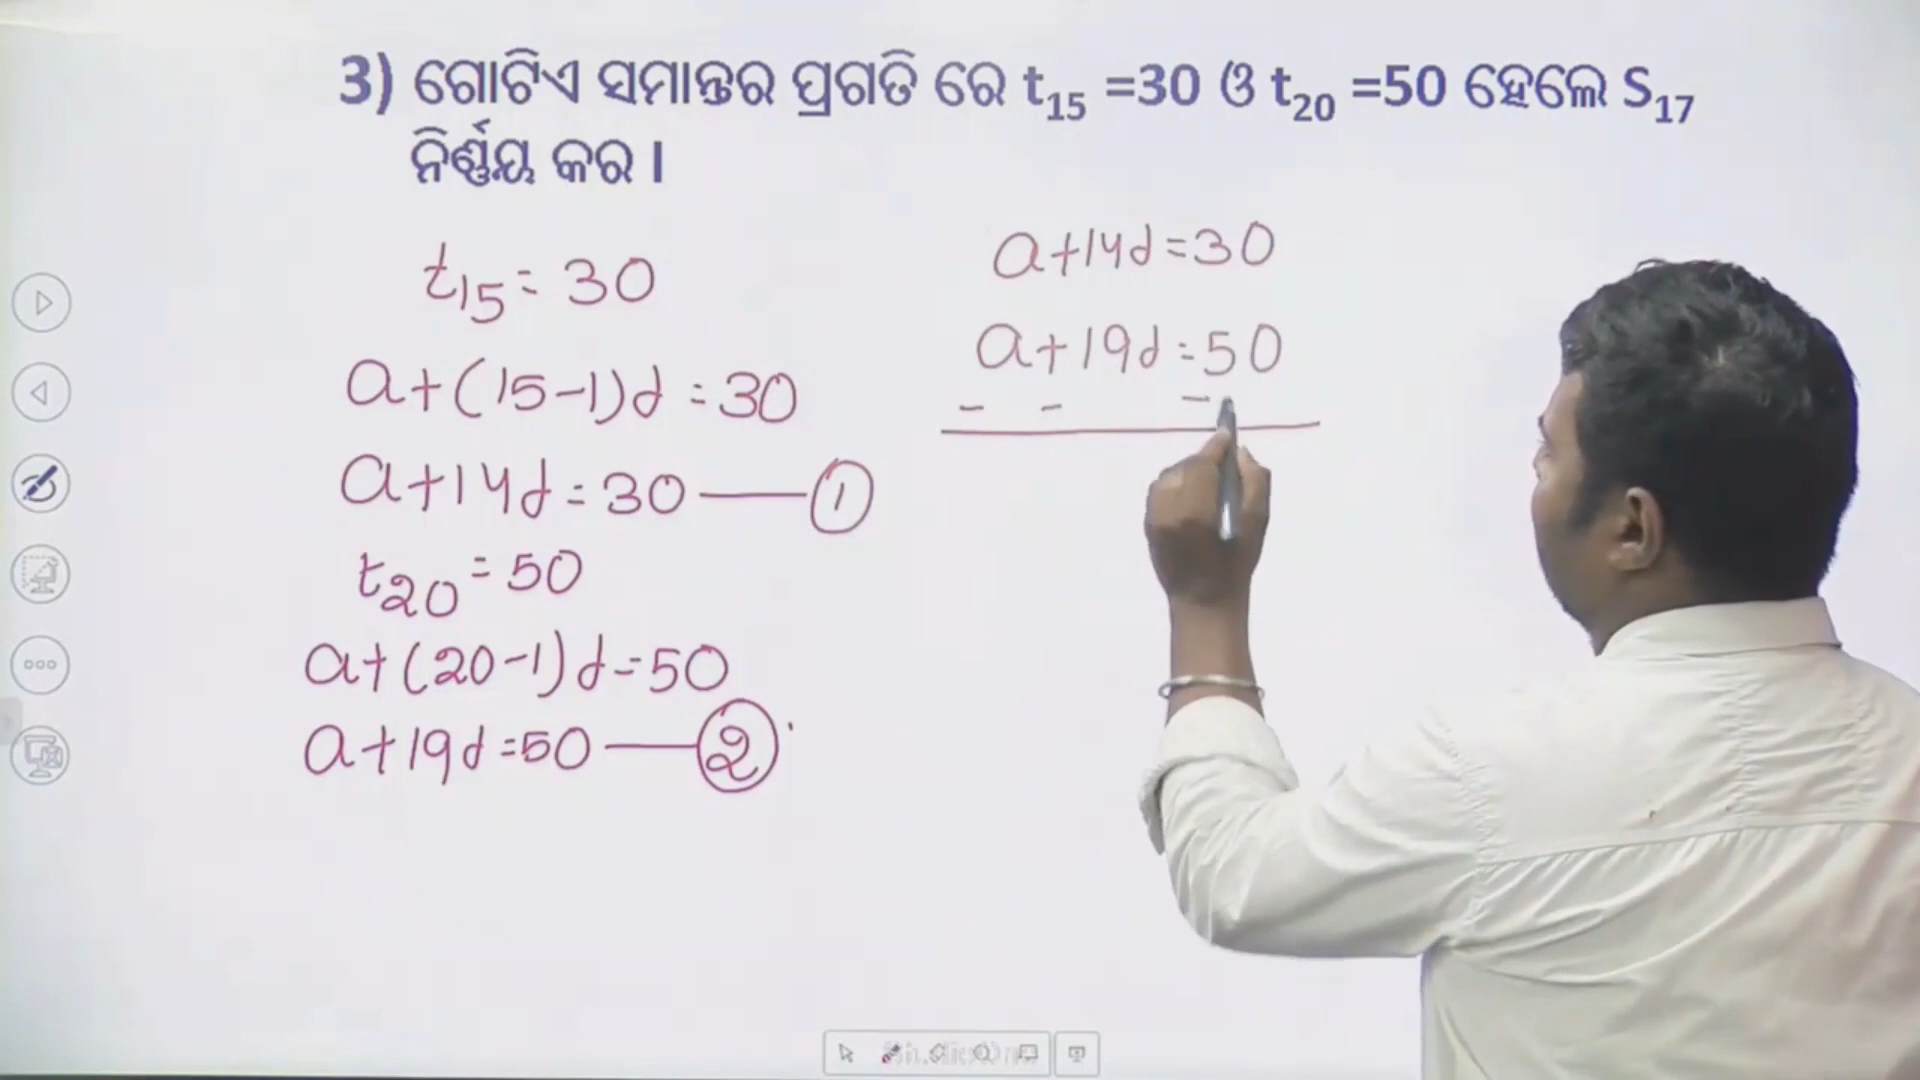 3) ଗୋଟିଏ ସମାନ୍ତର ପ୍ରଗତି ରେ t₁₅ =30 ଓ t₂₀ =50 ହେଲେ S₁₇
ନିର୍ଣ୍ଣୟ କର ।
t₁₅ = 30
a+(15-1)d = 30
a+14d = 30 —— ①
t₂₀ = 50
a+(20-1)d = 50
a+19d = 50 —— ②
a+14d = 30
a+19d = 50
- - -